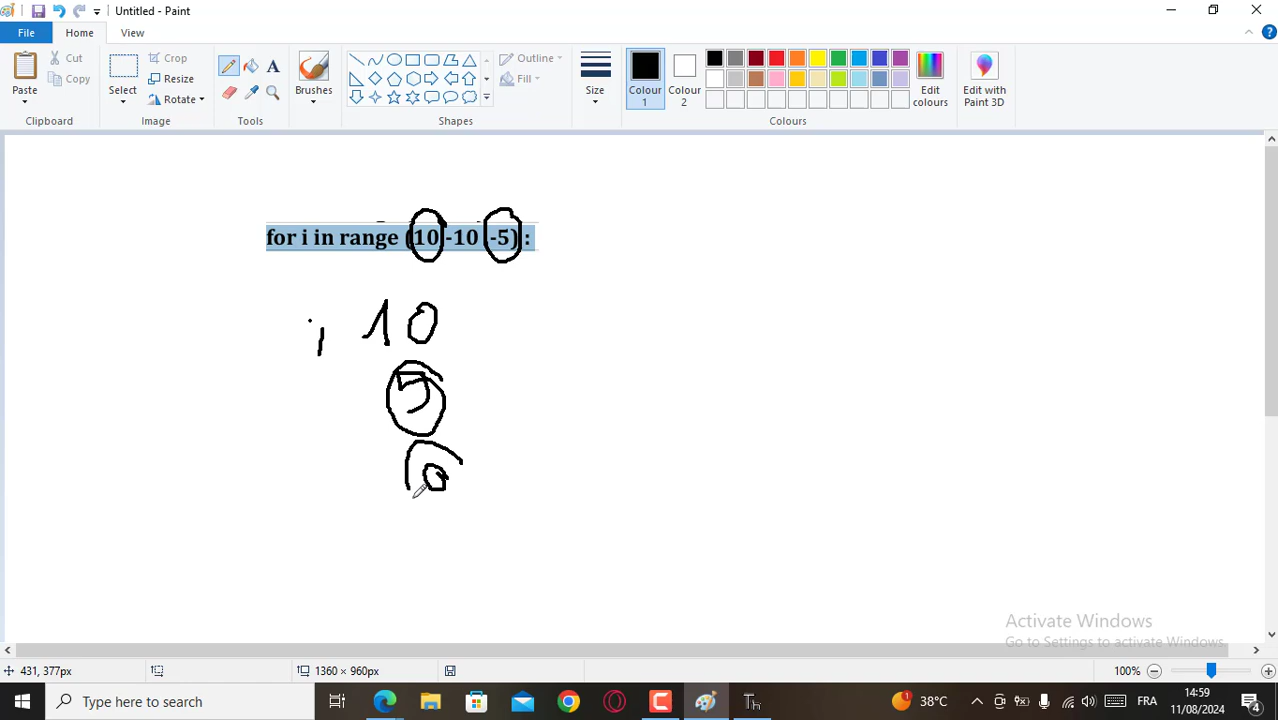 Untitled - Paint
File Home View
Paste
Cut
Copy
Clipboard
Select
Crop
Resize
Rotate
Image
Tools
Brushes
Shapes
Outline
Fill
Size
Colour 1
Colour 2
Colours
Edit colours
Edit with Paint 3D
for i in range (10 -10 -5) :
i 10
5
0
Activate Windows
Go to Settings to activate Windows.
431, 377px 1360 × 960px 100%
Type here to search
38°C FRA 14:59 11/08/2024 4